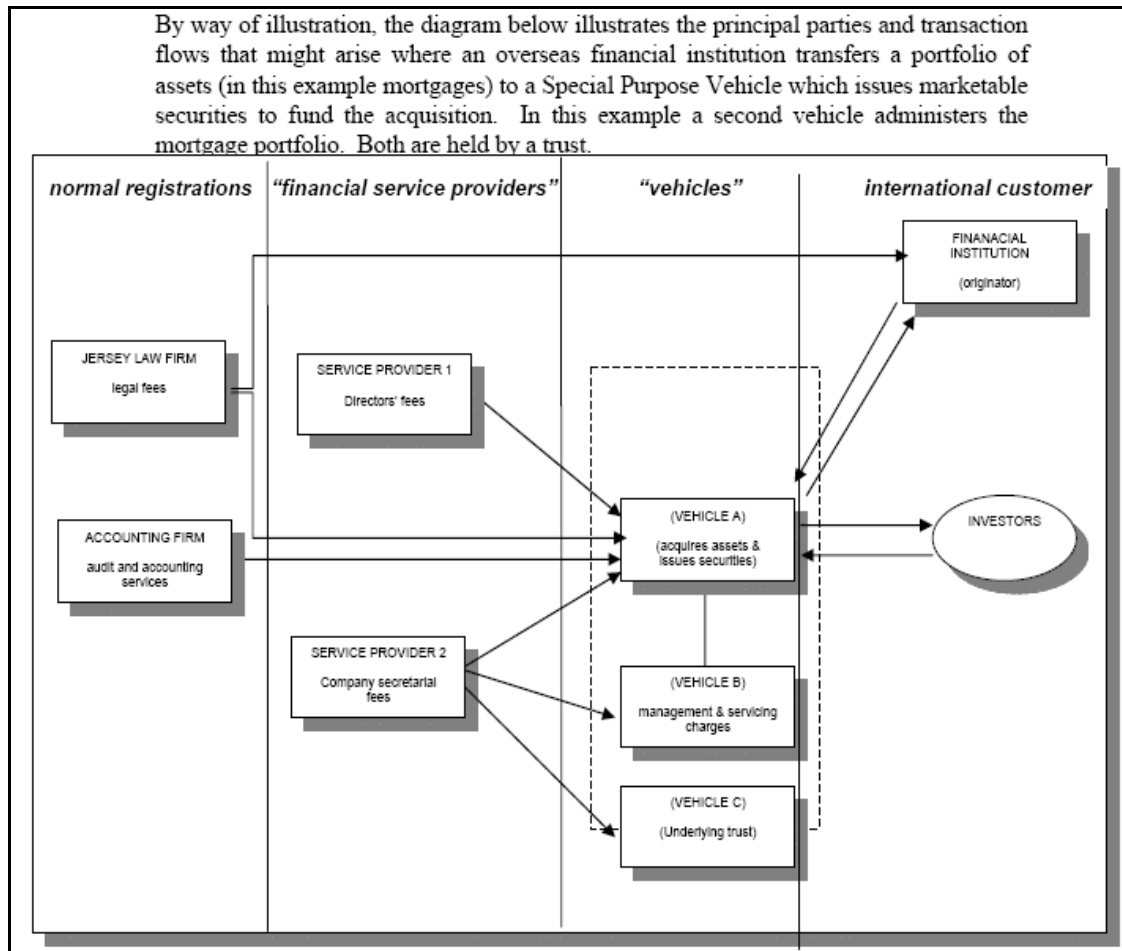 By way of illustration, the diagram below illustrates the principal parties and transaction
flows that might arise where an overseas financial institution transfers a portfolio of
assets (in this example mortgages) to a Special Purpose Vehicle which issues marketable
securities to fund the acquisition. In this example a second vehicle administers the
mortgage portfolio. Both are held by a trust.
normal registrations
“financial service providers”
“vehicles”
international customer
FINANACIAL
INSTITUTION
(originator)
JERSEY LAW FIRM
legal fees
SERVICE PROVIDER 1
Directors' fees
ACCOUNTING FIRM
audit and accounting
services
(VEHICLE A)
(acquires assets &
issues securities)
INVESTORS
SERVICE PROVIDER 2
Company secretarial
fees
(VEHICLE B)
management & servicing
charges
(VEHICLE C)
(Underlying trust)